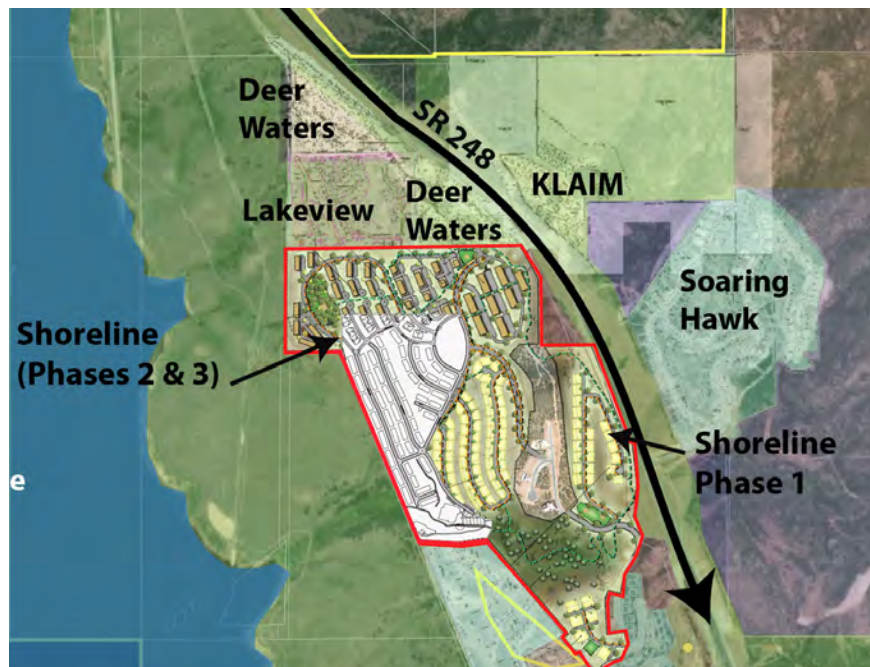 Deer
Waters
SR 248
KLAIM
Lakeview
Deer
Waters
Soaring
Hawk
Shoreline
(Phases 2 & 3)
Shoreline
Phase 1
e